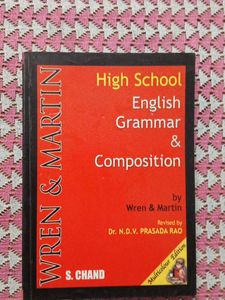 WREN & MARTIN
High School
English
Grammar
&
Composition
by
Wren & Martin
Revised by
Dr. N.D.V. PRASADA RAO
S. CHAND
Multicolour Edition